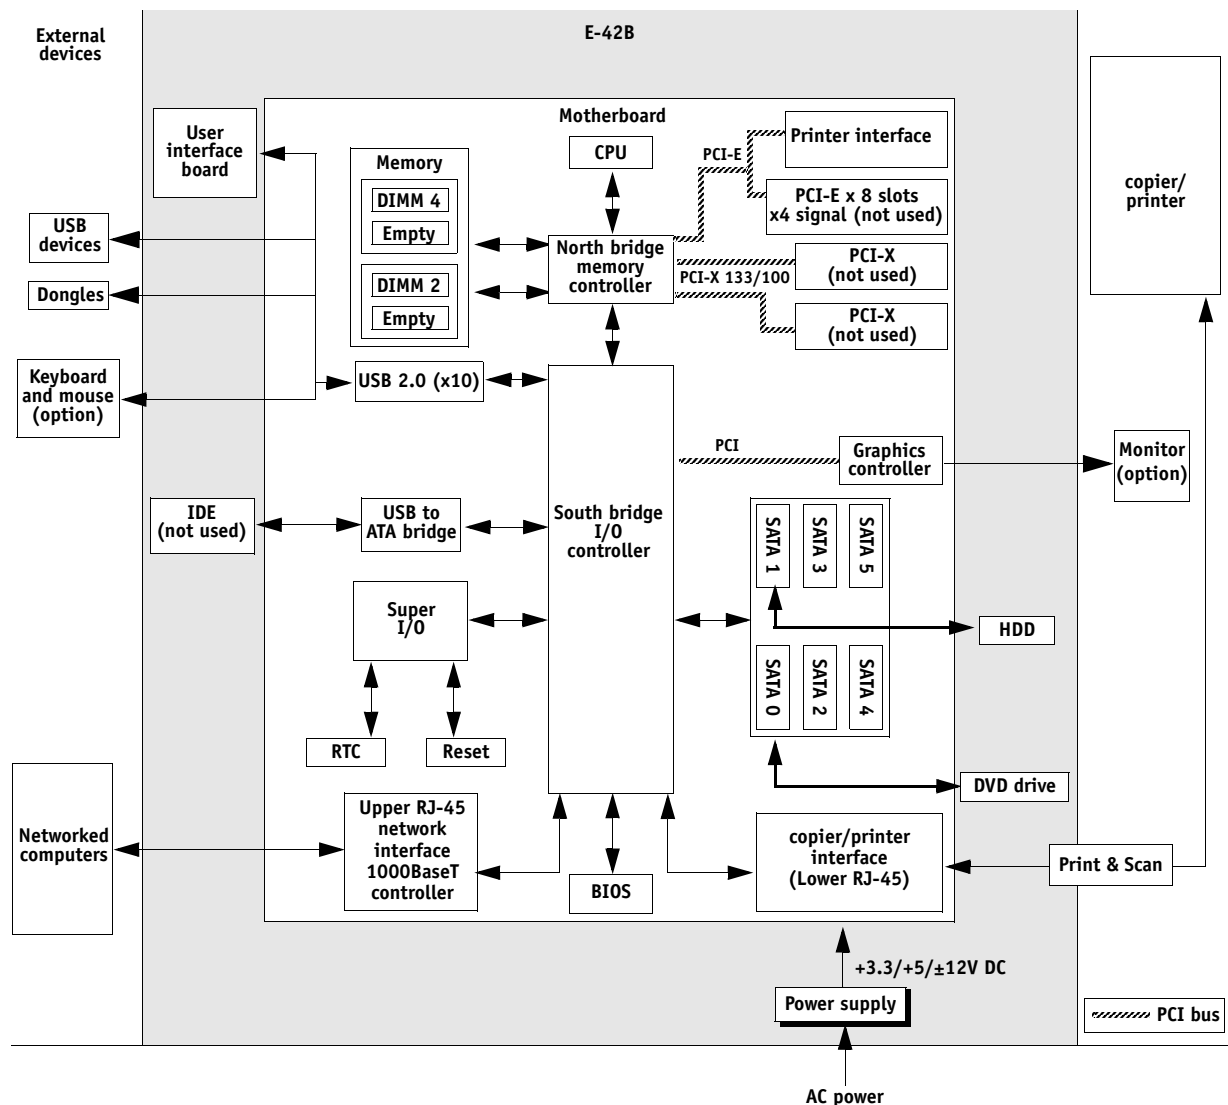 External
devices
E-42B
Motherboard
User
interface
board
Memory
DIMM 4
Empty
DIMM 2
Empty
CPU
North bridge
memory
controller
PCI-E
Printer interface
PCI-E x 8 slots
x4 signal (not used)
PCI-X 133/100
PCI-X
(not used)
PCI-X
(not used)
copier/
printer
USB
devices
Dongles
Keyboard
and mouse
(option)
USB 2.0 (x10)
PCI
Graphics
controller
Monitor
(option)
IDE
(not used)
USB to
ATA bridge
South bridge
I/O
controller
SATA 1
SATA 3
SATA 5
SATA 0
SATA 2
SATA 4
HDD
Super
I/O
RTC
Reset
DVD drive
Networked
computers
Upper RJ-45
network
interface
1000BaseT
controller
BIOS
copier/printer
interface
(Lower RJ-45)
Print & Scan
+3.3/+5/±12V DC
Power supply
PCI bus
AC power